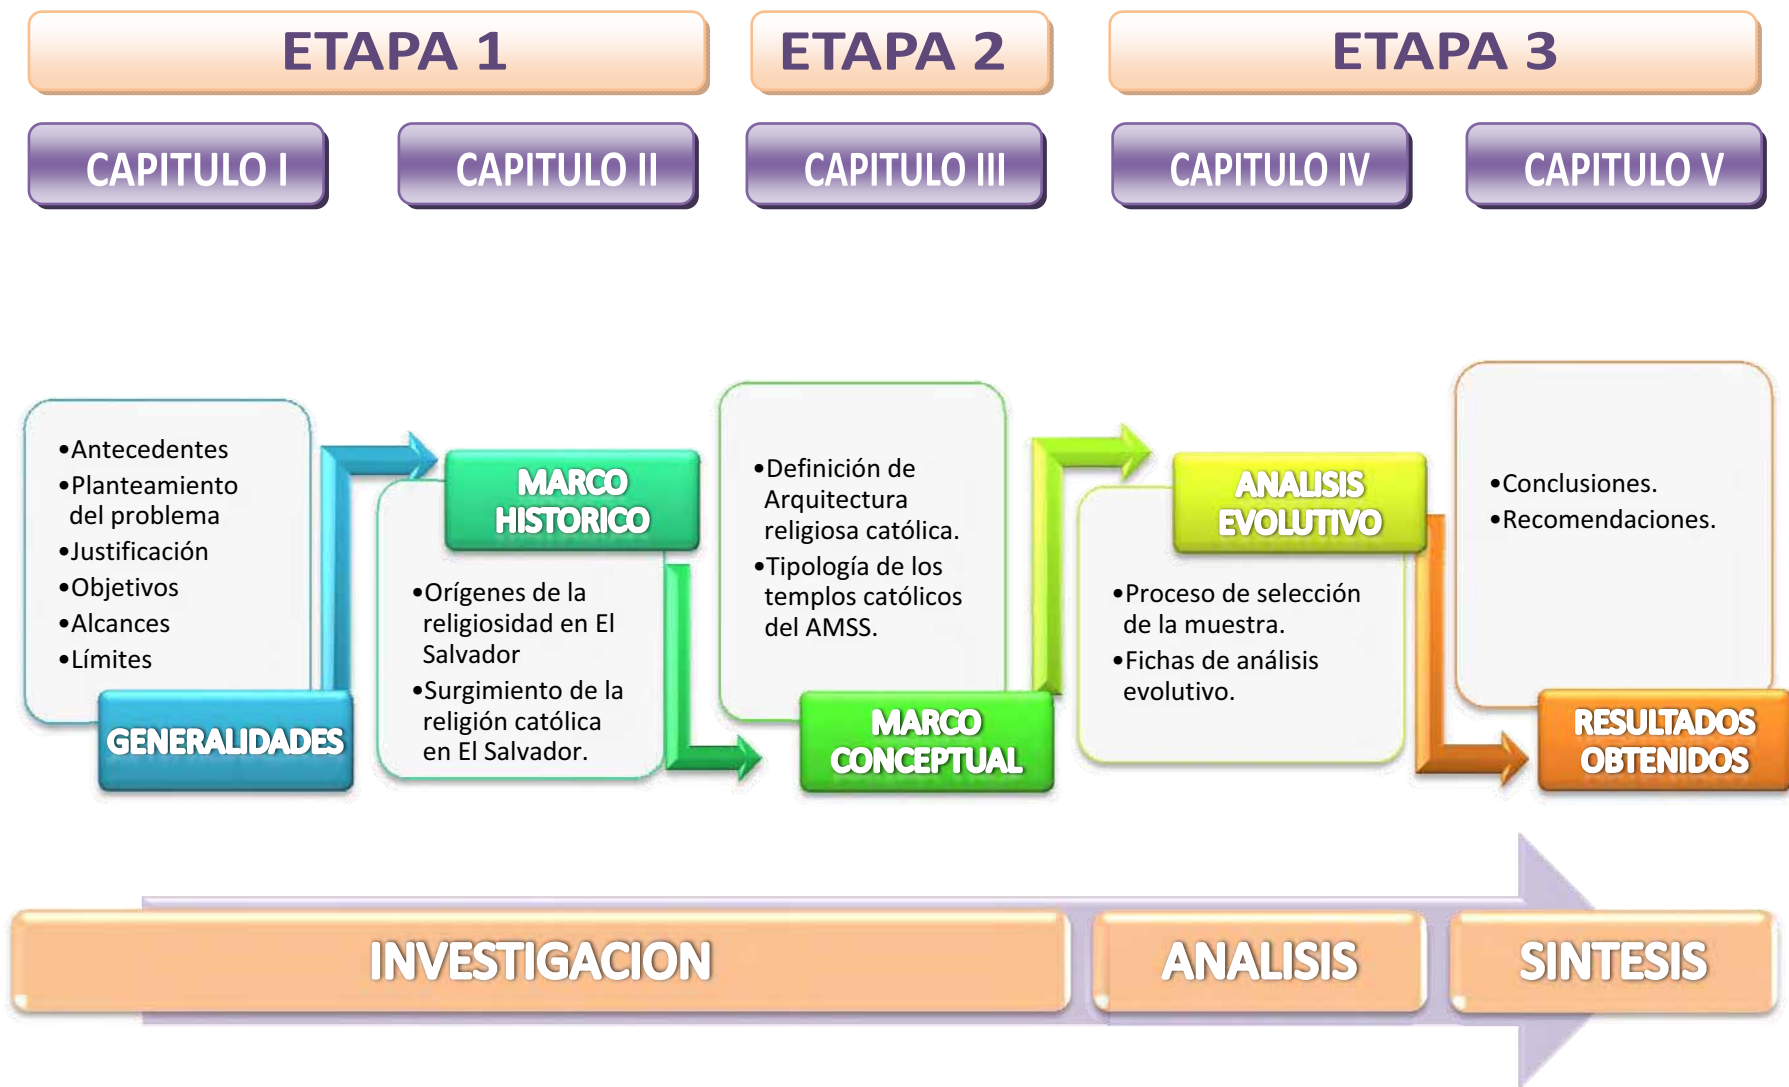 ETAPA 1
ETAPA 2
ETAPA 3
CAPITULO I
CAPITULO II
CAPITULO III
CAPITULO IV
CAPITULO V
•Antecedentes
•Planteamiento
del problema
•Justificación
•Objetivos
•Alcances
•Límites
GENERALIDADES
MARCO
HISTORICO
•Orígenes de la
religiosidad en El
Salvador
•Surgimiento de la
religión católica
en El Salvador.
•Definición de
Arquitectura
religiosa católica.
•Tipología de los
templos católicos
del AMSS.
MARCO
CONCEPTUAL
ANALISIS
EVOLUTIVO
•Proceso de selección
de la muestra.
•Fichas de análisis
evolutivo.
•Conclusiones.
•Recomendaciones.
RESULTADOS
OBTENIDOS
INVESTIGACION
ANALISIS
SINTESIS